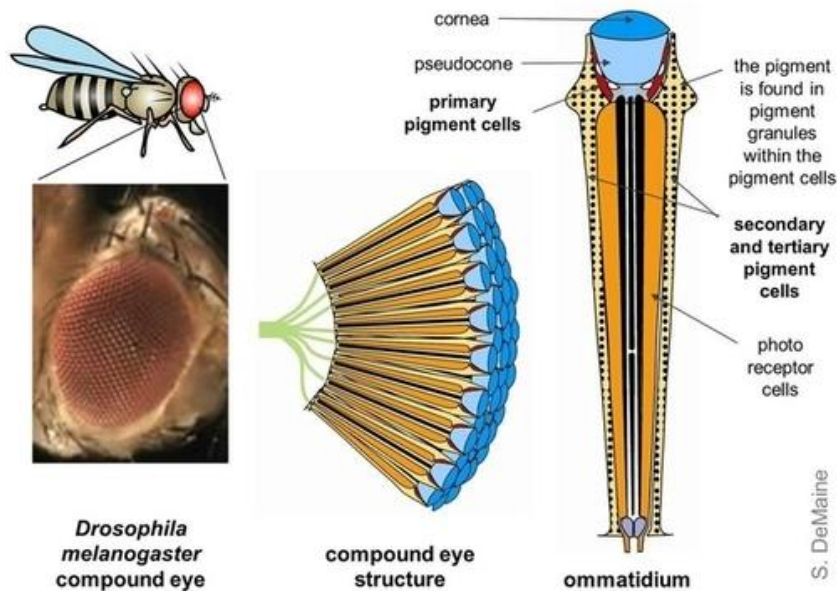 cornea
pseudocone
primary
pigment cells
the pigment
is found in
pigment
granules
within the
pigment cells
secondary
and tertiary
pigment
cells
photo
receptor
cells
Drosophila
melanogaster
compound eye
compound eye
structure
ommatidium
S. DeMaine